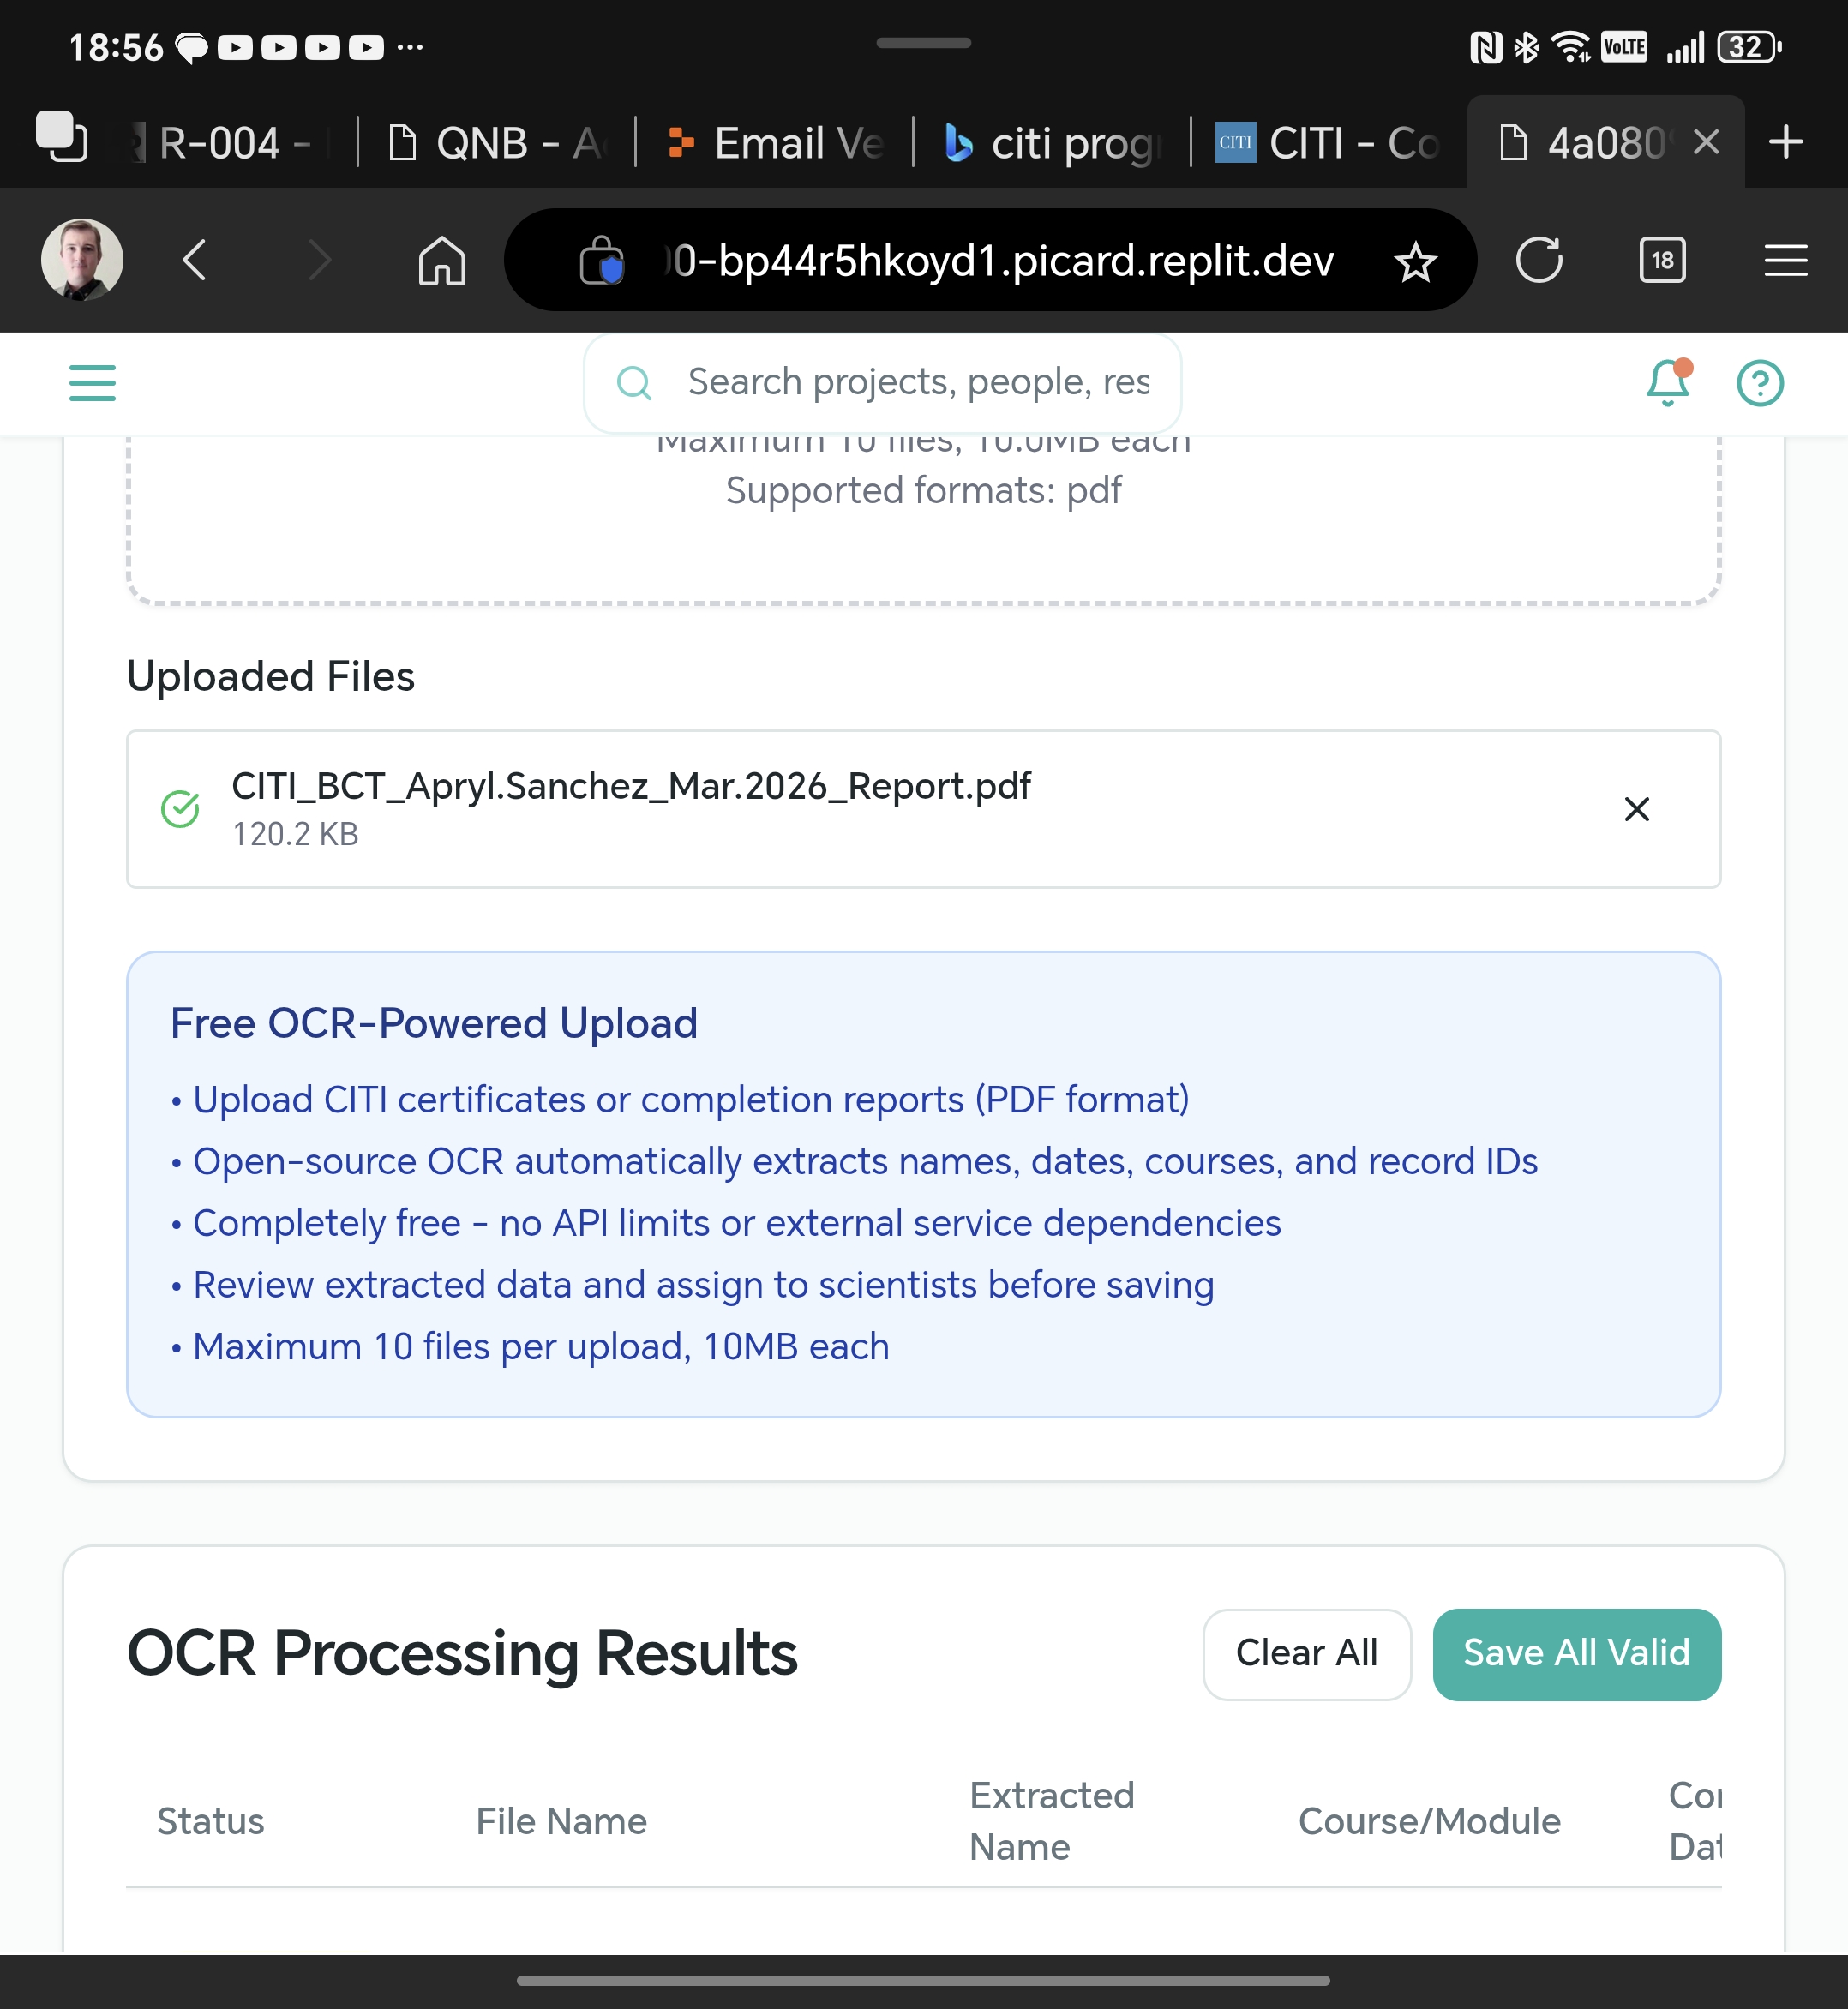 18:56
VoLTE
32
R-004 -
QNB - A
Email Ve
citi prog
CITI
CITI - Co
4a080
0-bp44r5hkoyd1.picard.replit.dev
18
Search projects, people, res
Maximum 10 files, 10.0MB each
Supported formats: pdf
Uploaded Files
CITI_BCT_Apryl.Sanchez_Mar.2026_Report.pdf
120.2 KB
Free OCR-Powered Upload
• Upload CITI certificates or completion reports (PDF format)
• Open-source OCR automatically extracts names, dates, courses, and record IDs
• Completely free - no API limits or external service dependencies
• Review extracted data and assign to scientists before saving
• Maximum 10 files per upload, 10MB each
OCR Processing Results
Clear All
Save All Valid
Status
File Name
Extracted
Name
Course/Module
Cor
Dat